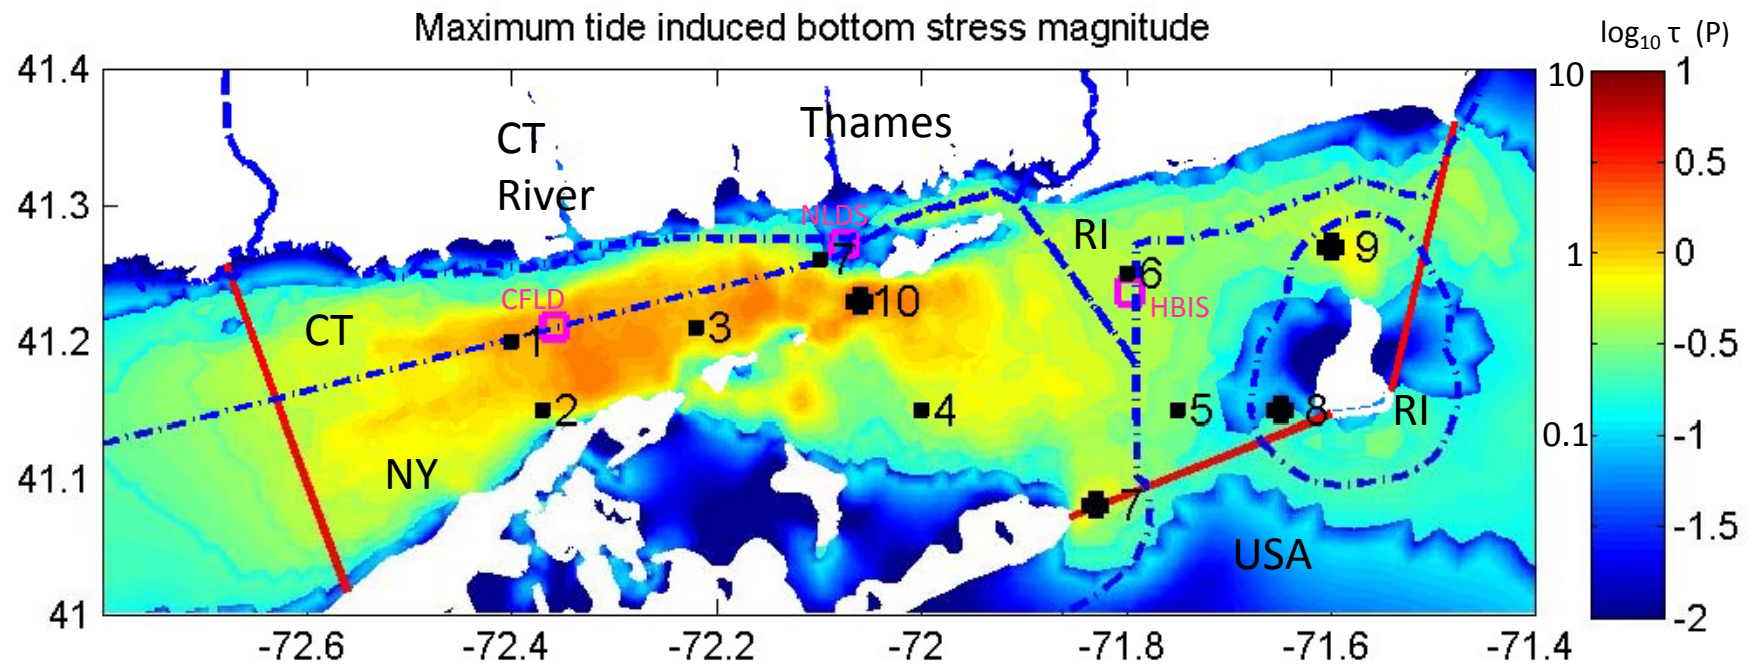 Maximum tide induced bottom stress magnitude
log₁₀ τ (P)
41.4
41.3
41.2
41.1
41
-72.6
-72.4
-72.2
-72
-71.8
-71.6
-71.4
CT
River
Thames
NLDS
7
RI
6
HBIS
9
10
CFLD
CT
1
3
2
4
5
8
RI
NY
7
USA
10
1
0.1
1
0.5
0
-0.5
-1
-1.5
-2